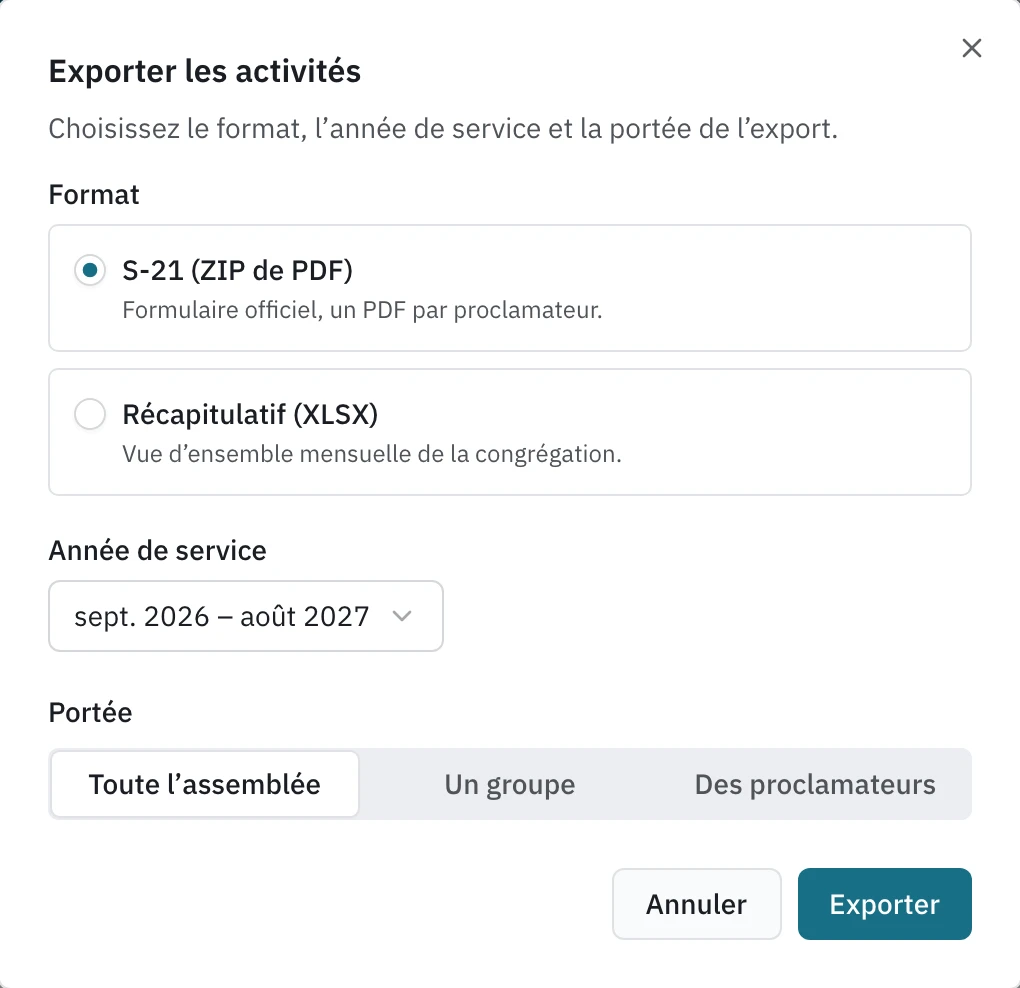 Exporter les activités
Choisissez le format, l’année de service et la portée de l’export.
Format
S-21 (ZIP de PDF)
Formulaire officiel, un PDF par proclamateur.
Récapitulatif (XLSX)
Vue d’ensemble mensuelle de la congrégation.
Année de service
sept. 2026 – août 2027
Portée
Toute l’assemblée
Un groupe
Des proclamateurs
Annuler
Exporter